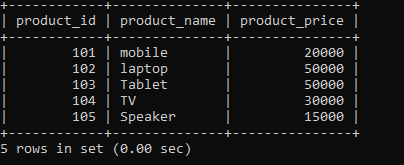 +------------+--------------+---------------+
| product_id | product_name | product_price |
+------------+--------------+---------------+
| 101 | mobile | 20000 |
| 102 | laptop | 50000 |
| 103 | Tablet | 50000 |
| 104 | TV | 30000 |
| 105 | Speaker | 15000 |
+------------+--------------+---------------+
5 rows in set (0.00 sec)